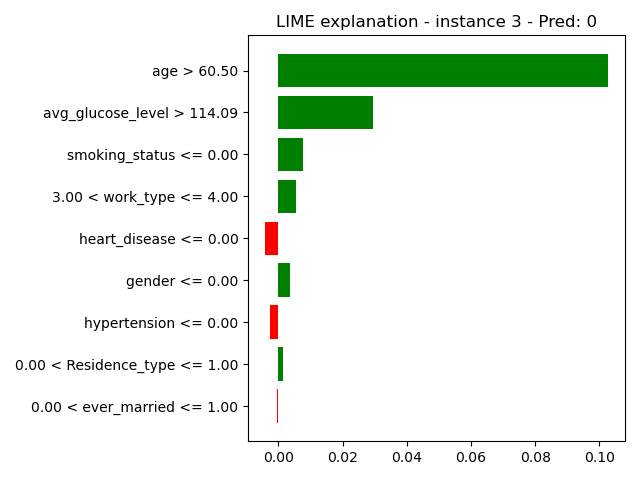 LIME explanation - instance 3 - Pred: 0
age > 60.50
avg_glucose_level > 114.09
smoking_status <= 0.00
3.00 < work_type <= 4.00
heart_disease <= 0.00
gender <= 0.00
hypertension <= 0.00
0.00 < Residence_type <= 1.00
0.00 < ever_married <= 1.00
0.00 0.02 0.04 0.06 0.08 0.10